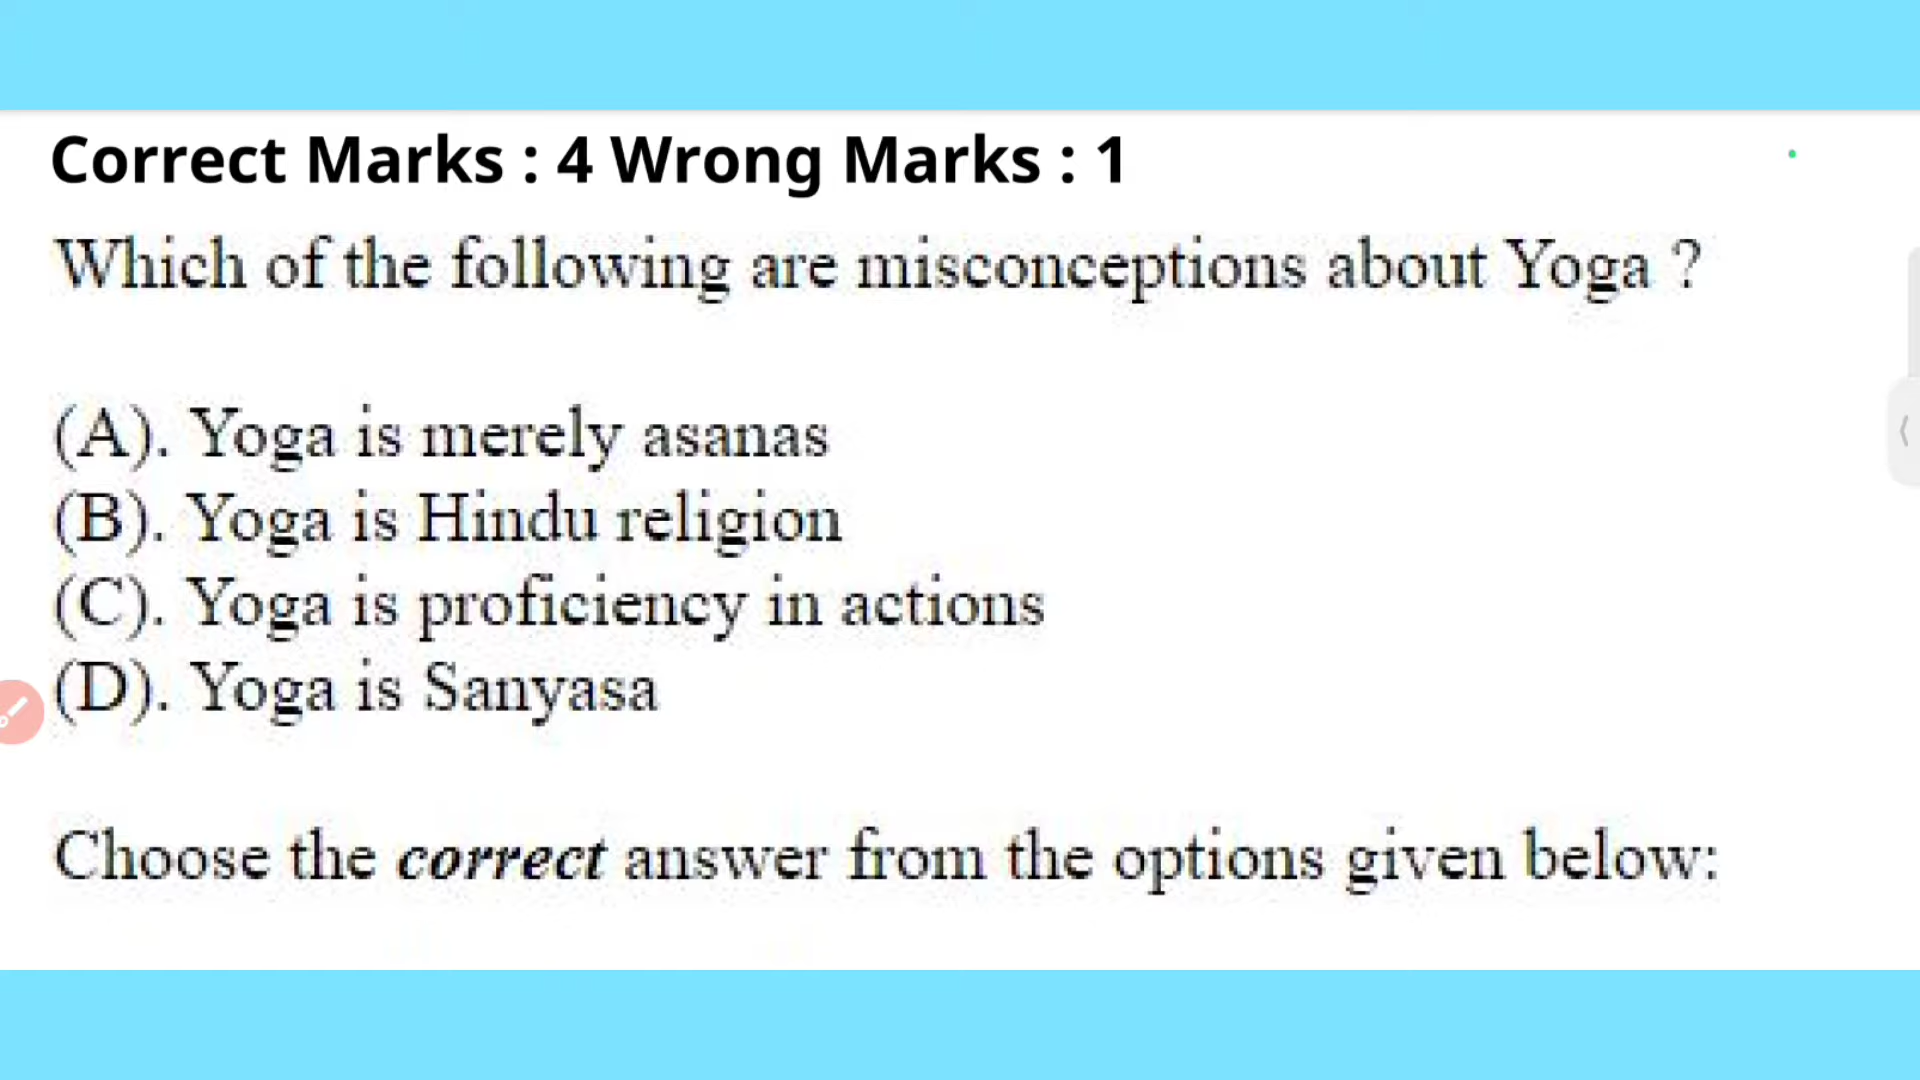 Correct Marks : 4 Wrong Marks : 1
Which of the following are misconceptions about Yoga ?
(A). Yoga is merely asanas
(B). Yoga is Hindu religion
(C). Yoga is proficiency in actions
(D). Yoga is Sanyasa
Choose the correct answer from the options given below: